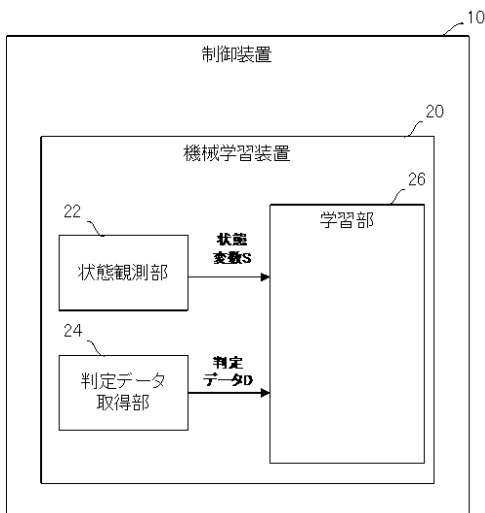 10
制御装置
20
機械学習装置
26
学習部
22
状態観測部
状態
変数S
24
判定データ
取得部
判定
データD